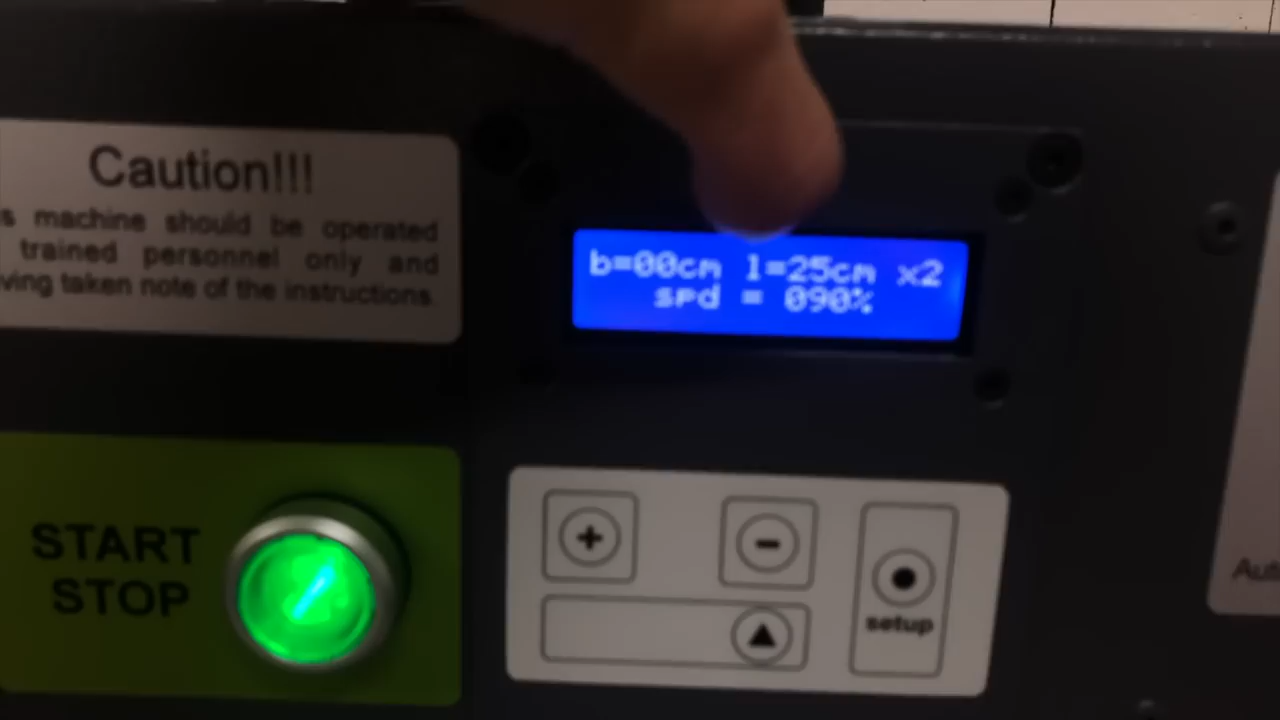 Caution!!!
s machine should be operated
trained personnel only and
ving taken note of the instructions.
b=00cm l=25cm x2
spd = 090%
START
STOP
+
-
setup
Aut